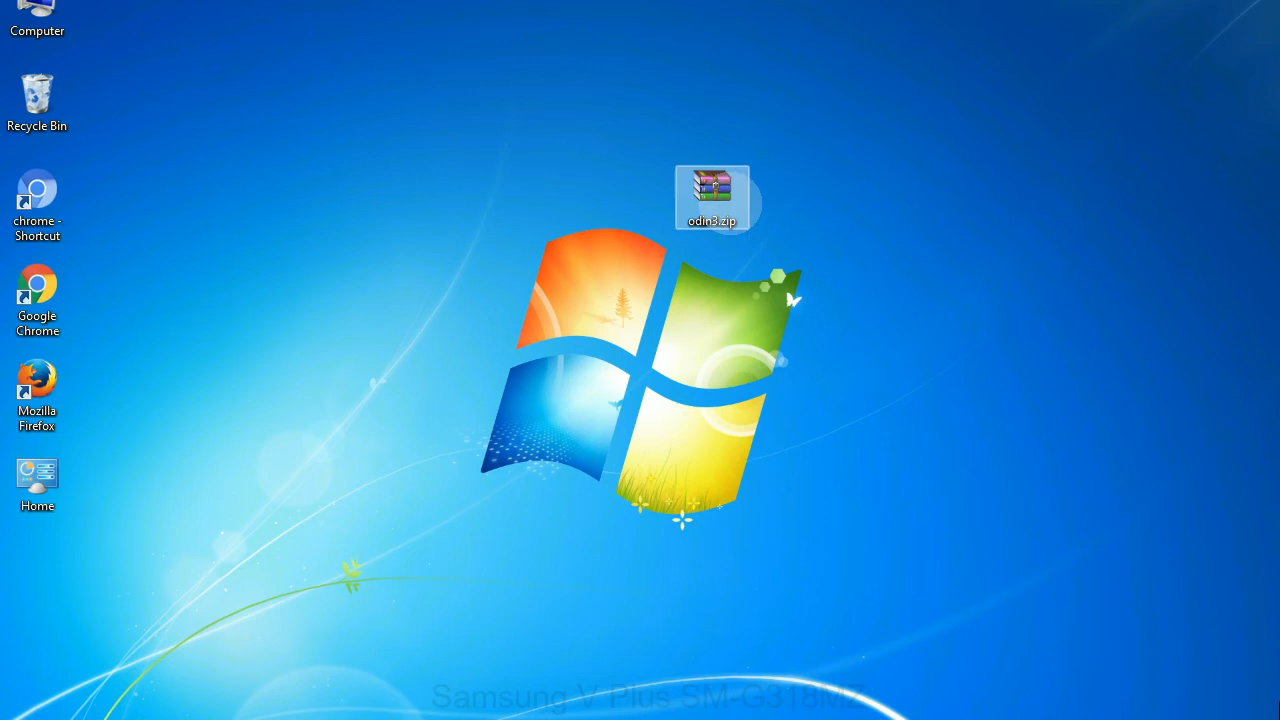 Computer
Recycle Bin
chrome -
Shortcut
Google
Chrome
Mozilla
Firefox
Home
odin3.zip
Samsung V Plus SM-G318MZ